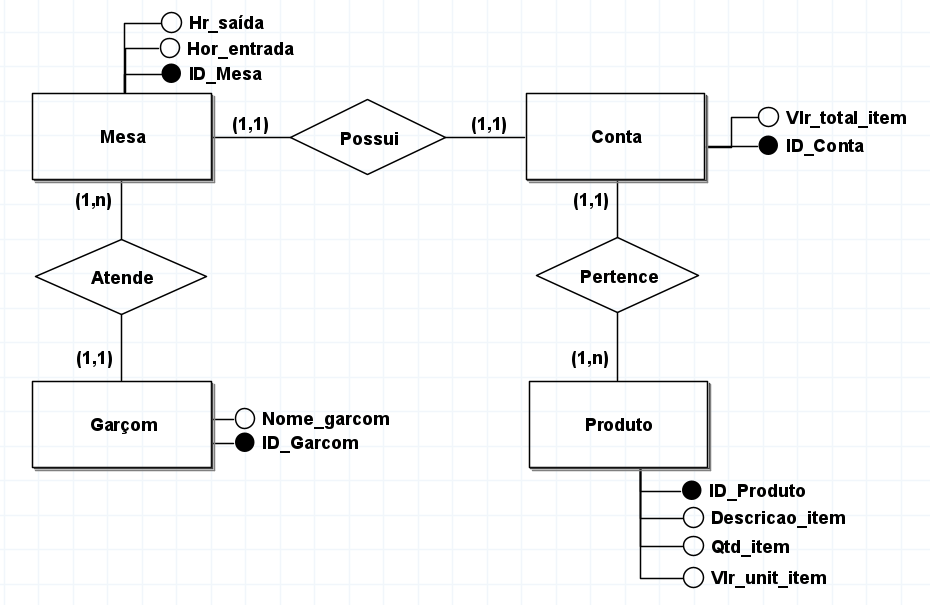 Hr_saída
Hor_entrada
ID_Mesa
Mesa
(1,1)
Possui
(1,1)
Conta
Vlr_total_item
ID_Conta
(1,n)
(1,1)
Atende
Pertence
(1,1)
(1,n)
Garçom
Nome_garcom
ID_Garcom
Produto
ID_Produto
Descricao_item
Qtd_item
Vlr_unit_item